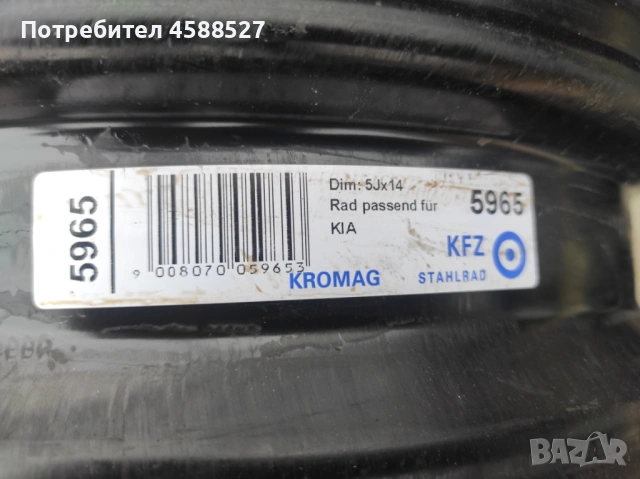 Потребител 4588527
5965
Dim: 5Jx14
Rad passend für
KIA
5965
9 008070 059653
KROMAG
KFZ
STAHLRAD
BAZAR